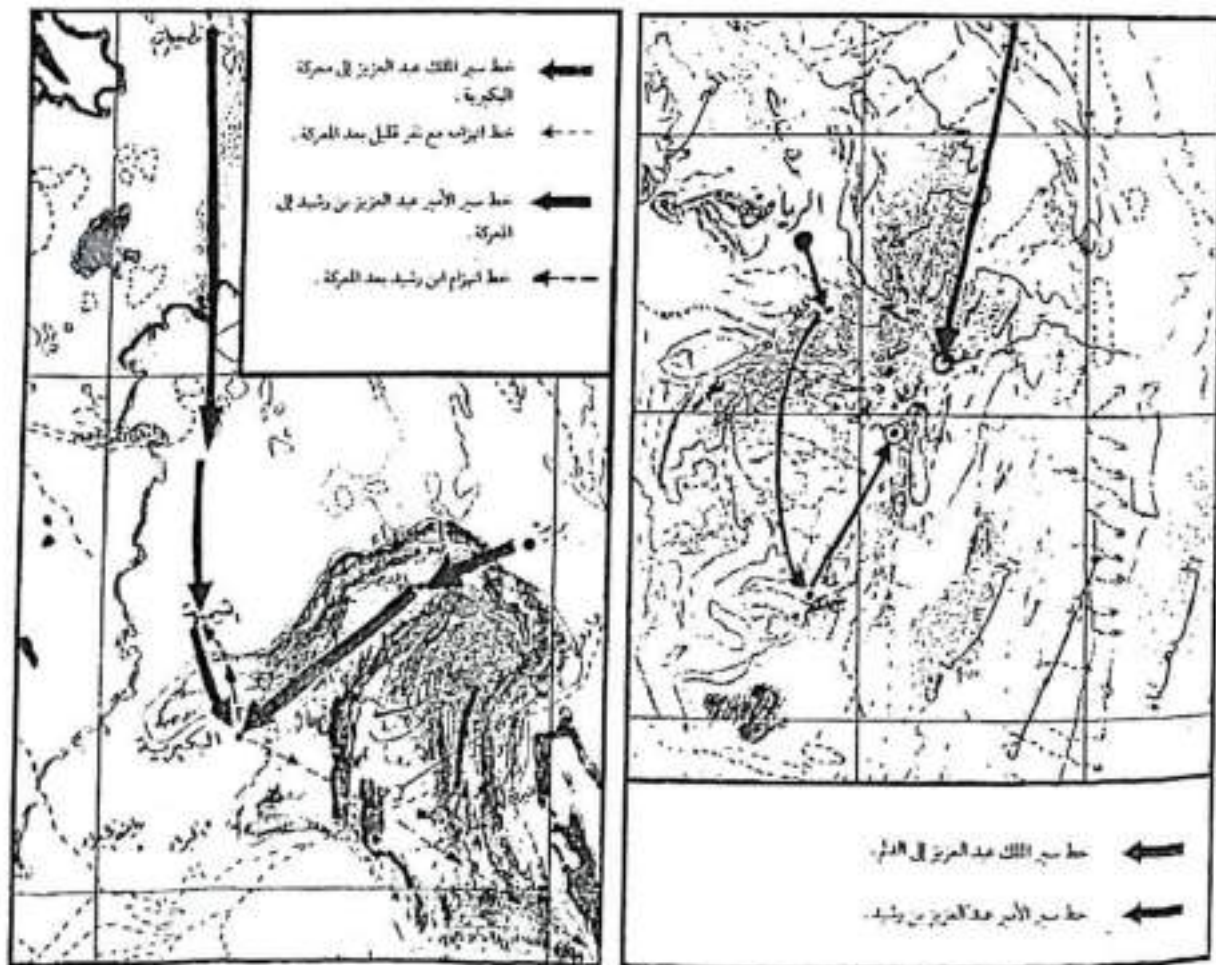 خط سير الملك عبد العزيز إلى معركة
البكيرية .
خط انهزامه مع نفر قليل بعد المعركة .
خط سير الأمير عبد العزيز بن رشيد إلى
المعركة .
خط انهزام ابن رشيد بعد المعركة .
الرياض
خط سير الملك عبد العزيز إلى الدلم .
خط سير الأمير عبد العزيز بن رشيد .